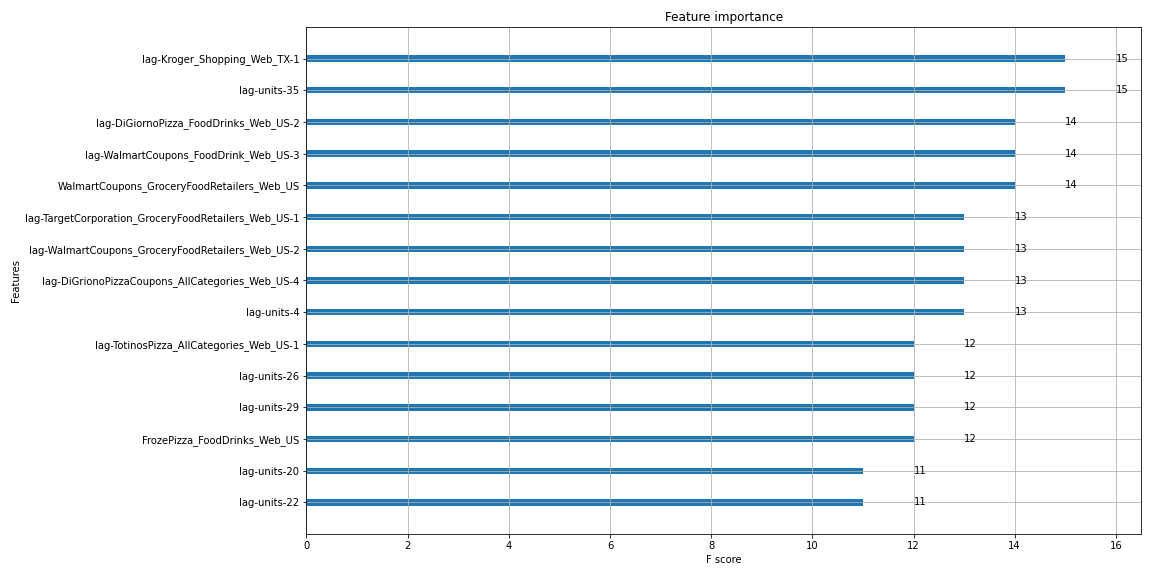 Feature importance
lag-Kroger_Shopping_Web_TX-1 15
lag-units-35 15
lag-DiGiornoPizza_FoodDrinks_Web_US-2 14
lag-WalmartCoupons_FoodDrink_Web_US-3 14
WalmartCoupons_GroceryFoodRetailers_Web_US 14
lag-TargetCorporation_GroceryFoodRetailers_Web_US-1 13
lag-WalmartCoupons_GroceryFoodRetailers_Web_US-2 13
lag-DiGrionoPizzaCoupons_AllCategories_Web_US-4 13
lag-units-4 13
lag-TotinosPizza_AllCategories_Web_US-1 12
lag-units-26 12
lag-units-29 12
FrozePizza_FoodDrinks_Web_US 12
lag-units-20 11
lag-units-22 11
Features
0 2 4 6 8 10 12 14 16
F score